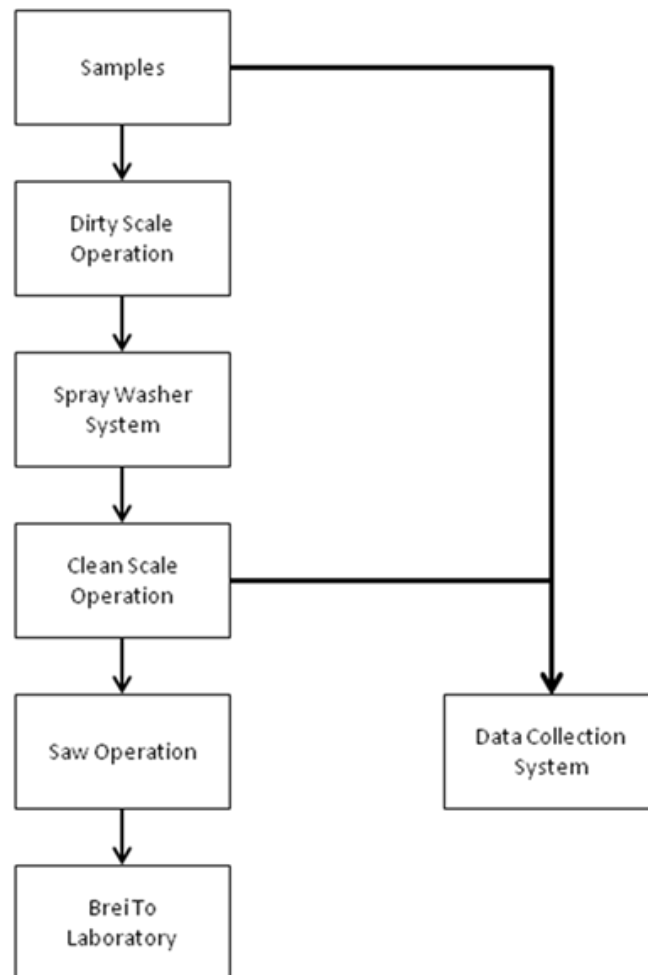 Samples
Dirty Scale
Operation
Spray Washer
System
Clean Scale
Operation
Saw Operation
Data Collection
System
Brei To
Laboratory